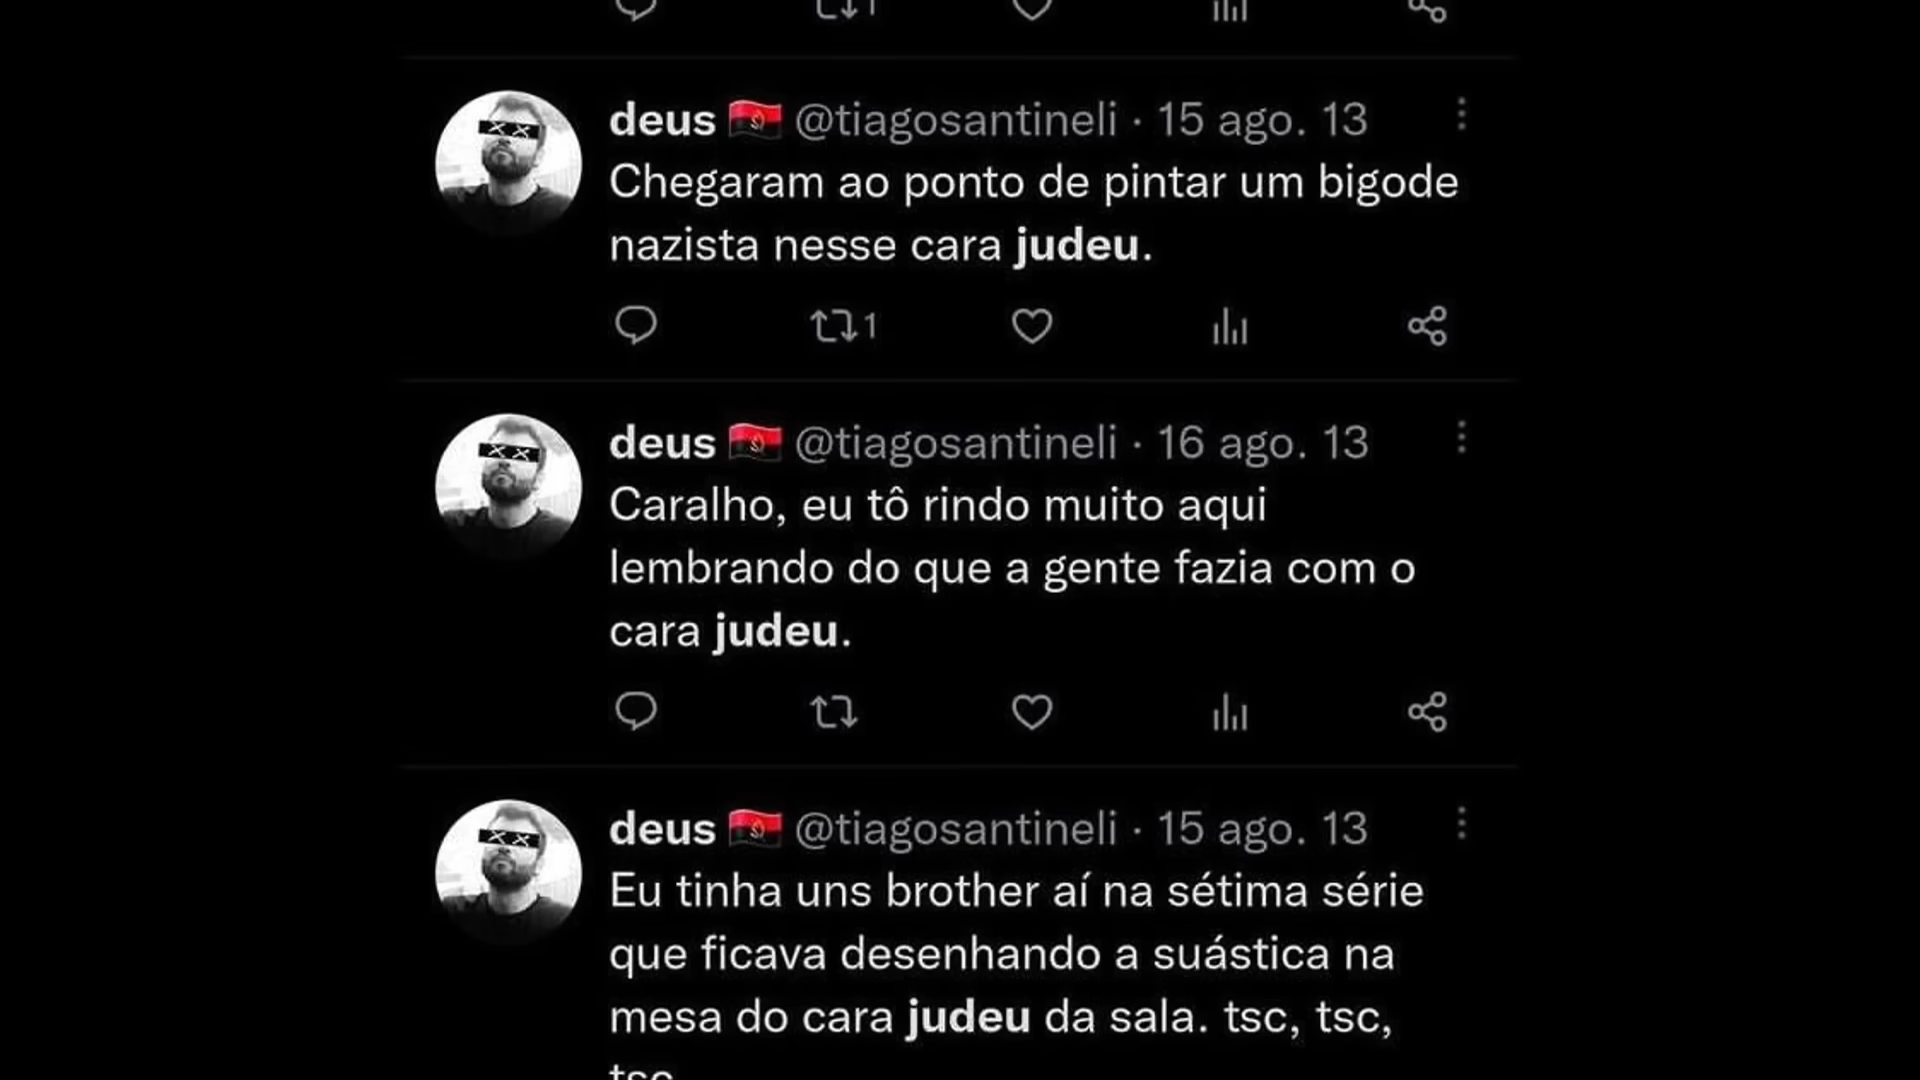 1
deus 🇦🇴 @tiagosantineli · 15 ago. 13
Chegaram ao ponto de pintar um bigode
nazista nesse cara judeu.
1
deus 🇦🇴 @tiagosantineli · 16 ago. 13
Caralho, eu tô rindo muito aqui
lembrando do que a gente fazia com o
cara judeu.
deus 🇦🇴 @tiagosantineli · 15 ago. 13
Eu tinha uns brother aí na sétima série
que ficava desenhando a suástica na
mesa do cara judeu da sala. tsc, tsc,
tsc